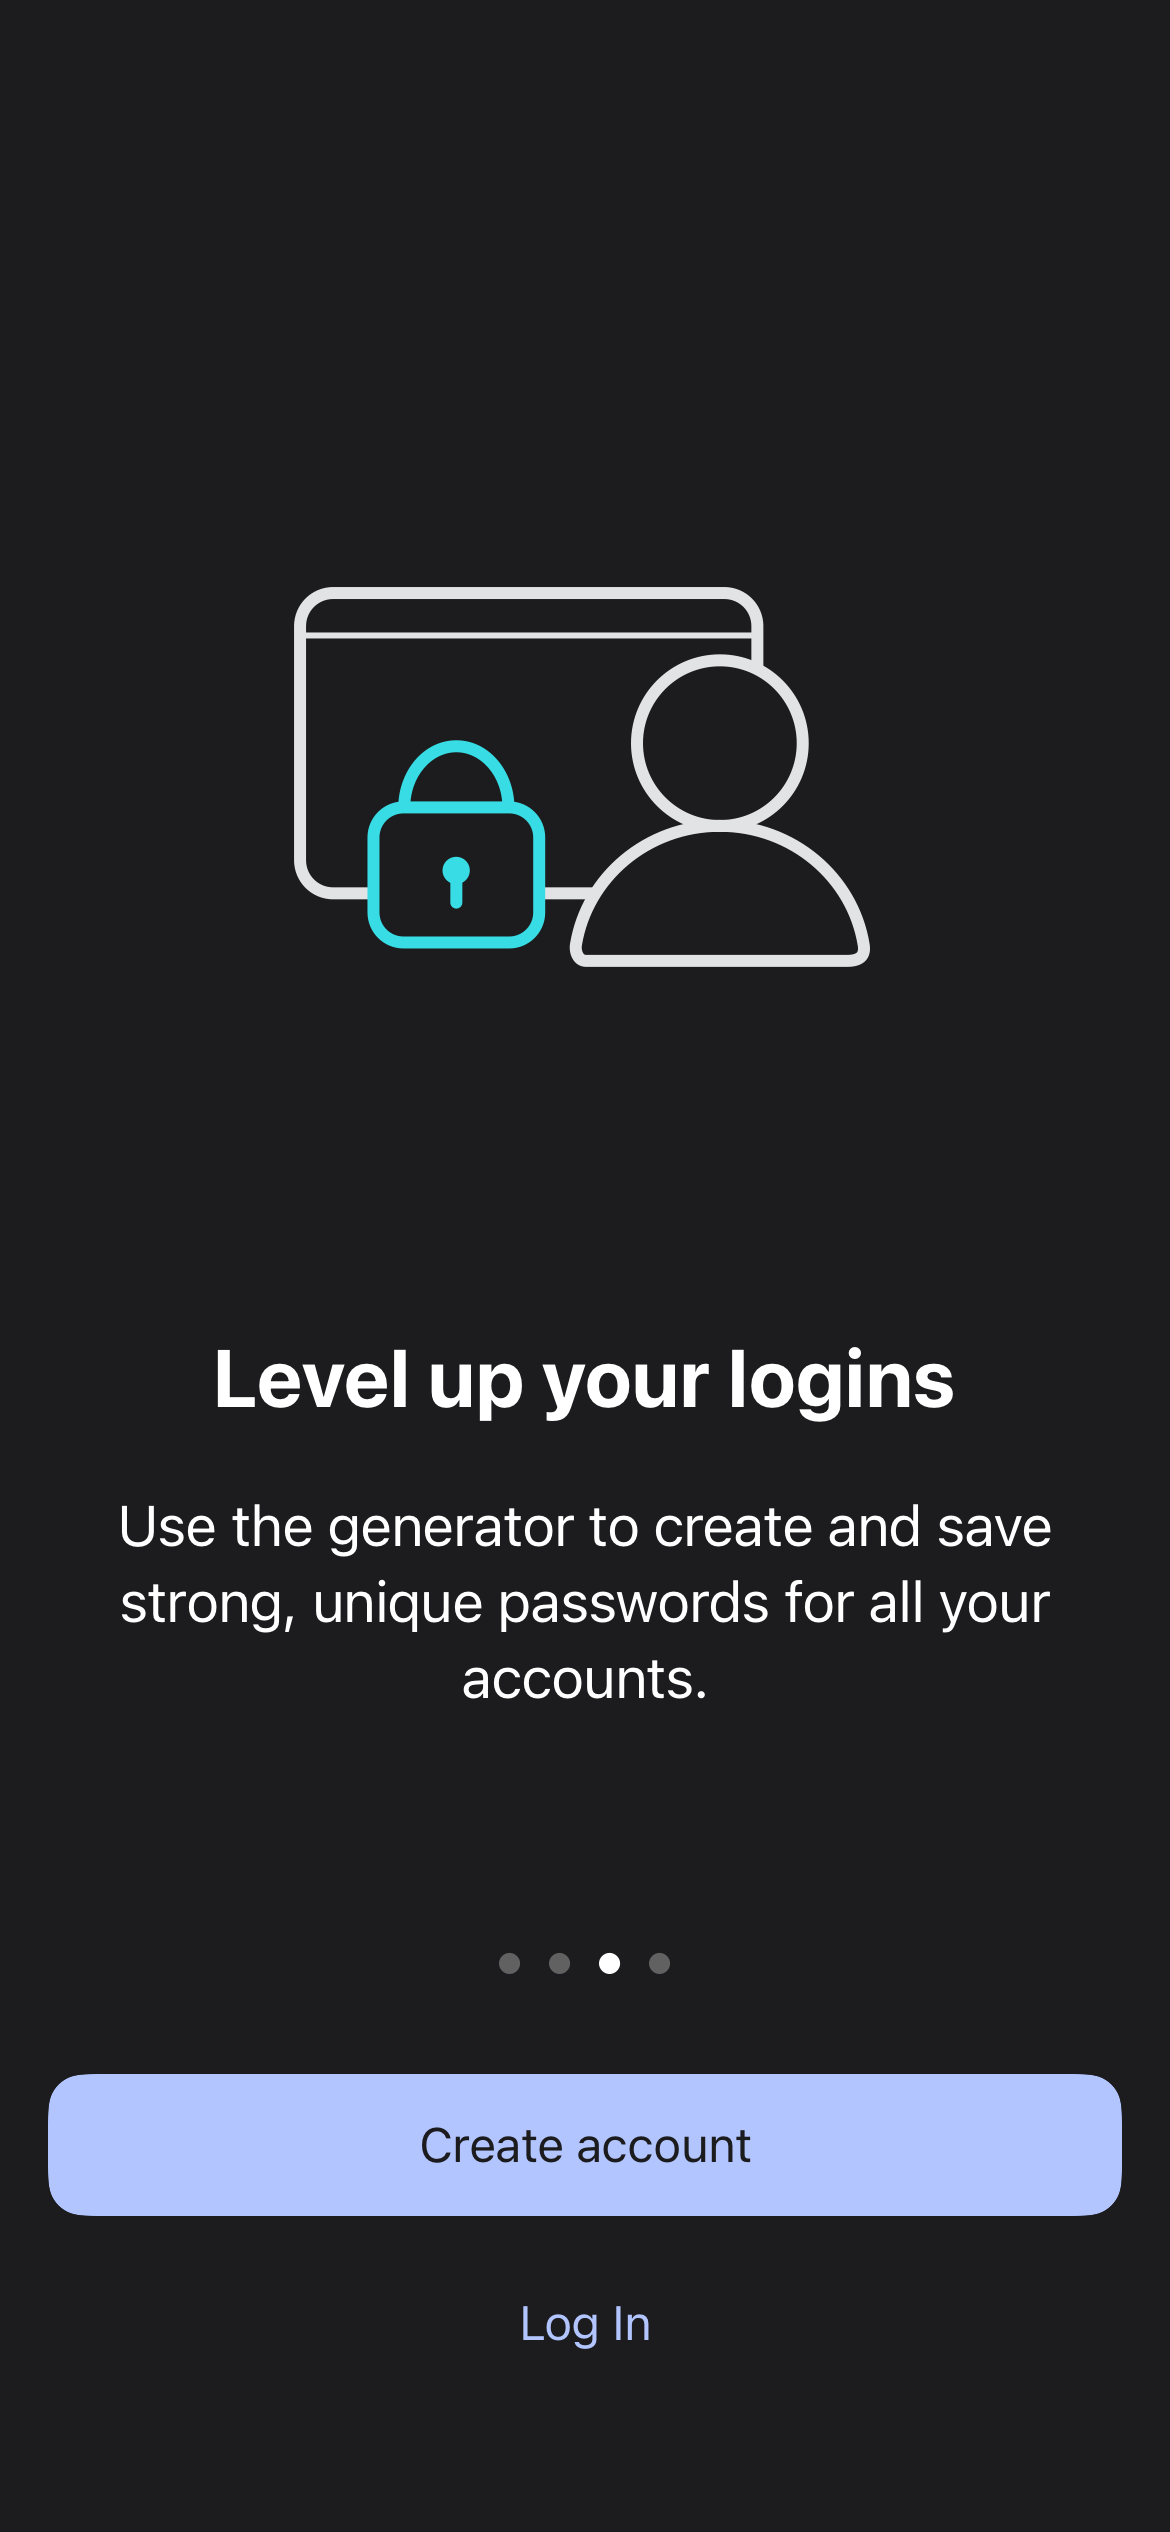 Level up your logins
Use the generator to create and save
strong, unique passwords for all your
accounts.
Create account
Log In